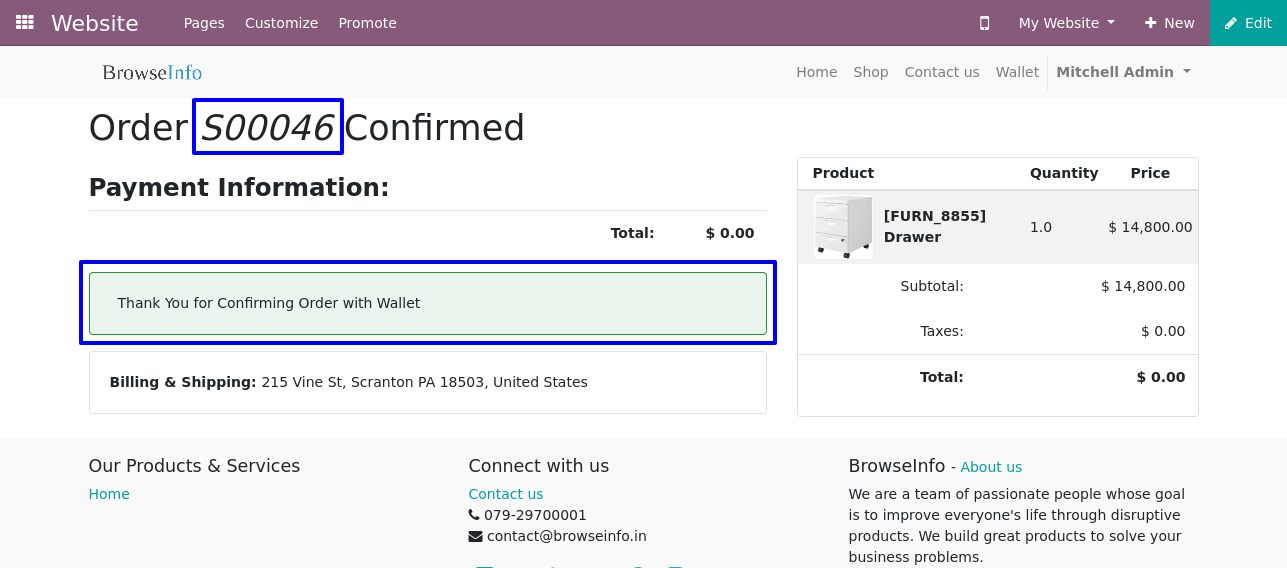 Website Pages Customize Promote My Website New Edit
BrowseInfo Home Shop Contact us Wallet Mitchell Admin
Order S00046 Confirmed
Payment Information:
Total: $ 0.00
Thank You for Confirming Order with Wallet
Billing & Shipping: 215 Vine St, Scranton PA 18503, United States
Product Quantity Price
[FURN_8855]
Drawer 1.0 $ 14,800.00
Subtotal: $ 14,800.00
Taxes: $ 0.00
Total: $ 0.00
Our Products & Services
Home
Connect with us
Contact us
079-29700001
contact@browseinfo.in
BrowseInfo - About us
We are a team of passionate people whose goal
is to improve everyone's life through disruptive
products. We build great products to solve your
business problems.